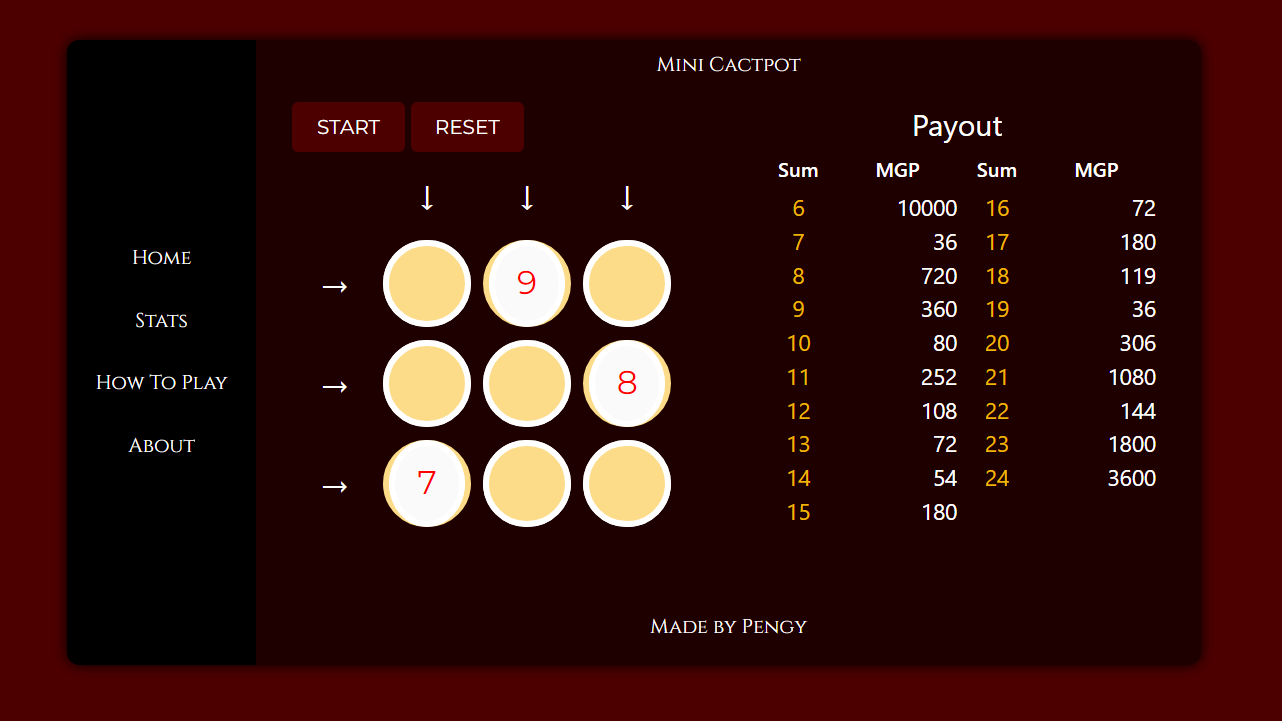 Mini Cactpot
START RESET
Payout
Sum MGP Sum MGP
6 10000 16 72
7 36 17 180
8 720 18 119
9 360 19 36
10 80 20 306
11 252 21 1080
12 108 22 144
13 72 23 1800
14 54 24 3600
15 180
↓ ↓ ↓
→ 9
→ 8
→ 7
Home
Stats
How To Play
About
Made by Pengy